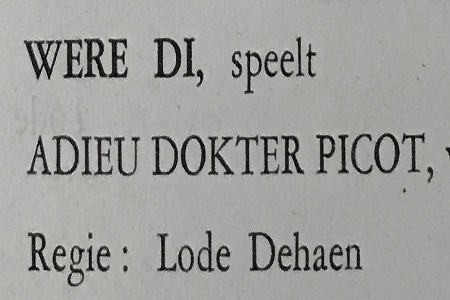 WERE DI, speelt
ADIEU DOKTER PICOT,
Regie: Lode Dehaen